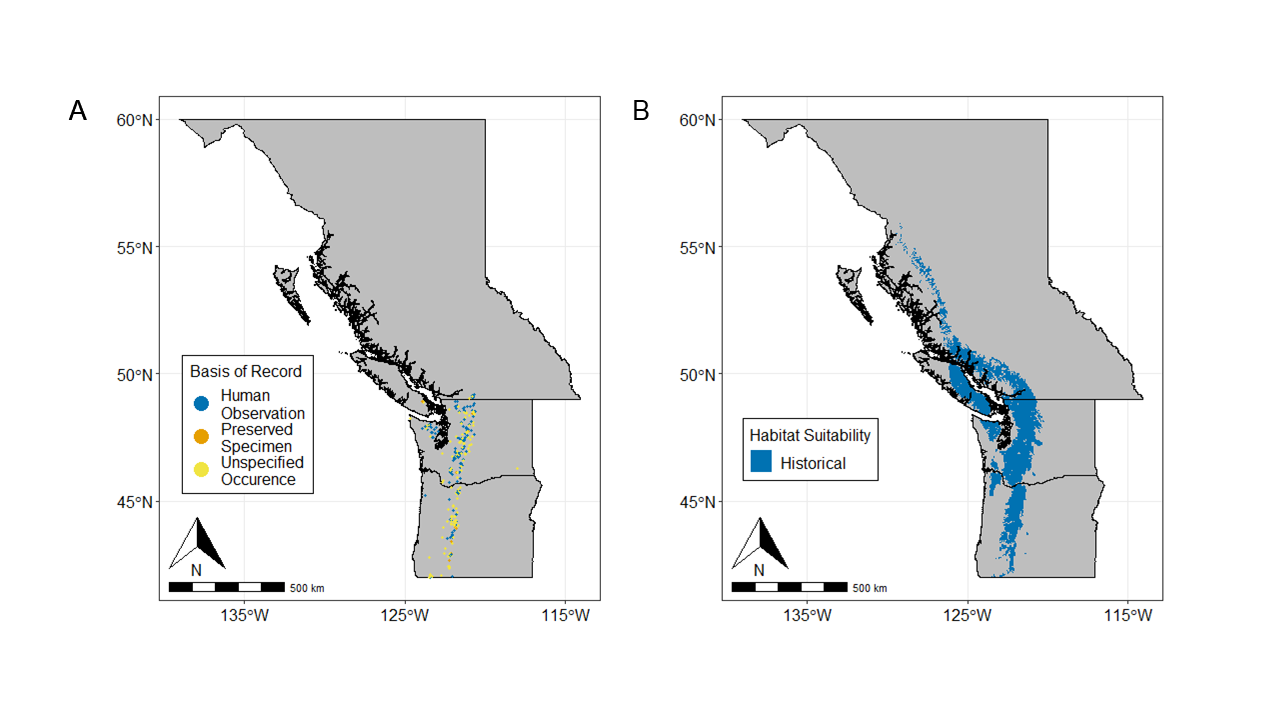 A
60°N
55°N
50°N
45°N
Basis of Record
Human
Observation
Preserved
Specimen
Unspecified
Occurence
N
500 km
135°W
125°W
115°W
B
60°N
55°N
50°N
45°N
Habitat Suitability
Historical
N
500 km
135°W
125°W
115°W